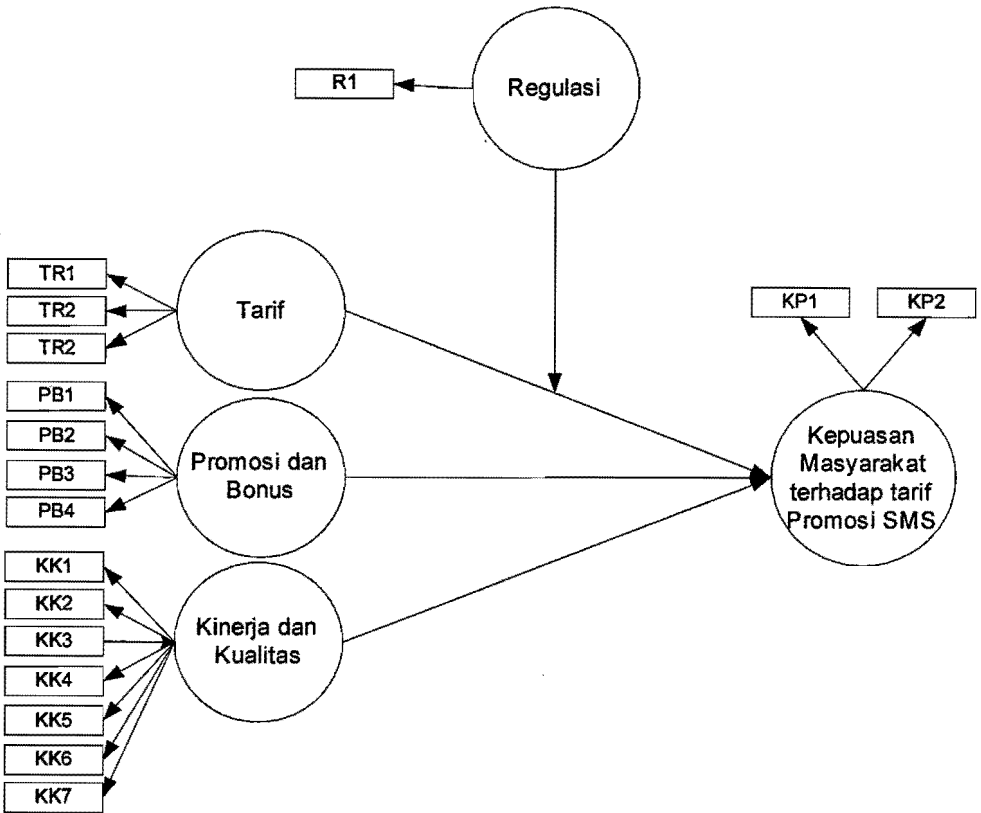 R1
Regulasi
TR1
TR2
TR2
Tarif
KP1
KP2
PB1
PB2
PB3
PB4
Promosi dan
Bonus
Kepuasan
Masyarakat
terhadap tarif
Promosi SMS
KK1
KK2
KK3
KK4
KK5
KK6
KK7
Kinerja dan
Kualitas